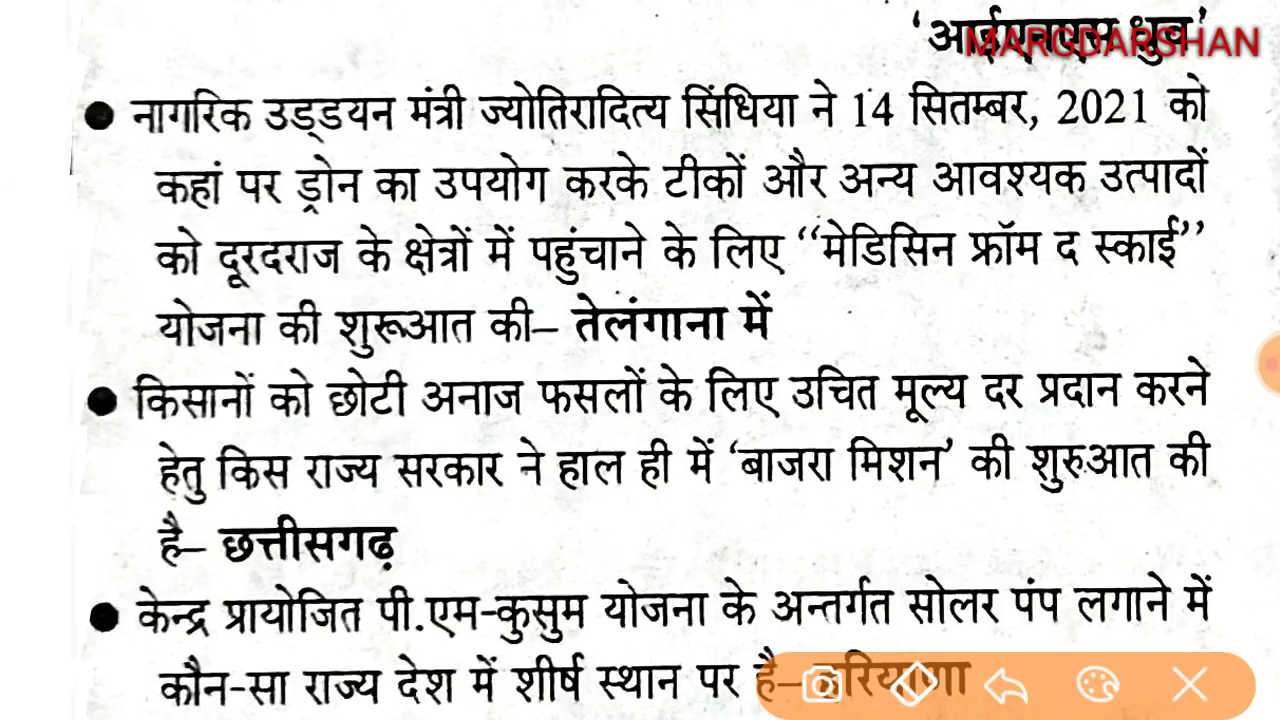 ‘आईएनएस ध्रुव’
MARGDARSHAN
● नागरिक उड्डयन मंत्री ज्योतिरादित्य सिंधिया ने 14 सितम्बर, 2021 को
कहां पर ड्रोन का उपयोग करके टीकों और अन्य आवश्यक उत्पादों
को दूरदराज के क्षेत्रों में पहुंचाने के लिए “मेडिसिन फ्रॉम द स्काई”
योजना की शुरूआत की– तेलंगाना में
● किसानों को छोटी अनाज फसलों के लिए उचित मूल्य दर प्रदान करने
हेतु किस राज्य सरकार ने हाल ही में ‘बाजरा मिशन’ की शुरुआत की
है– छत्तीसगढ़
● केन्द्र प्रायोजित पी.एम-कुसुम योजना के अन्तर्गत सोलर पंप लगाने में
कौन-सा राज्य देश में शीर्ष स्थान पर है– हरियाणा